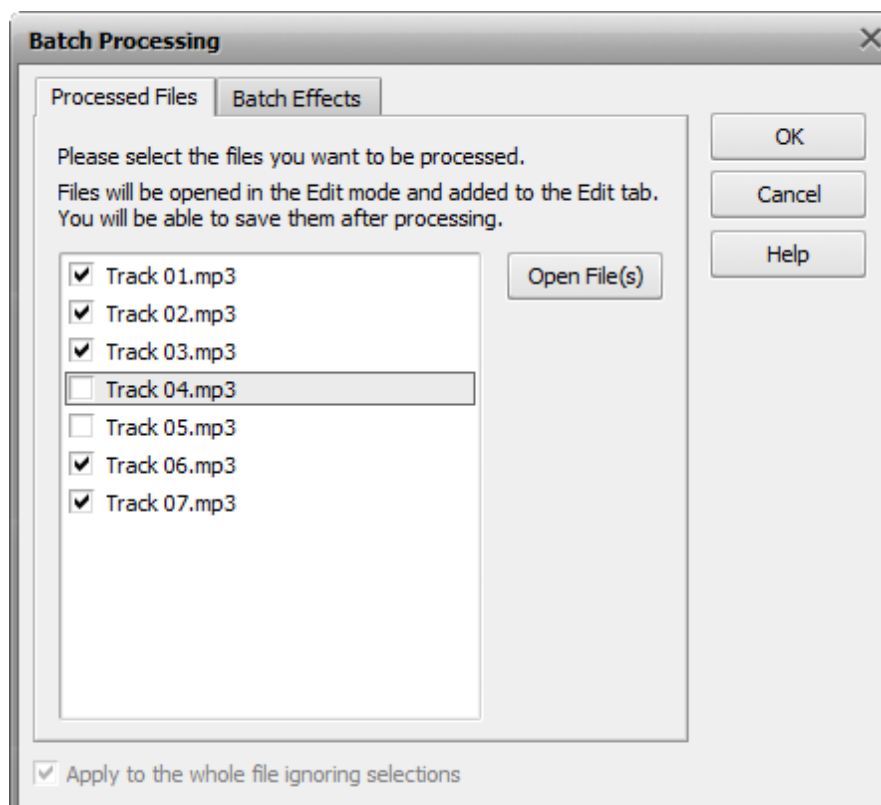 Batch Processing
Processed Files
Batch Effects
Please select the files you want to be processed.
Files will be opened in the Edit mode and added to the Edit tab.
You will be able to save them after processing.
Track 01.mp3
Track 02.mp3
Track 03.mp3
Track 04.mp3
Track 05.mp3
Track 06.mp3
Track 07.mp3
Open File(s)
OK
Cancel
Help
Apply to the whole file ignoring selections